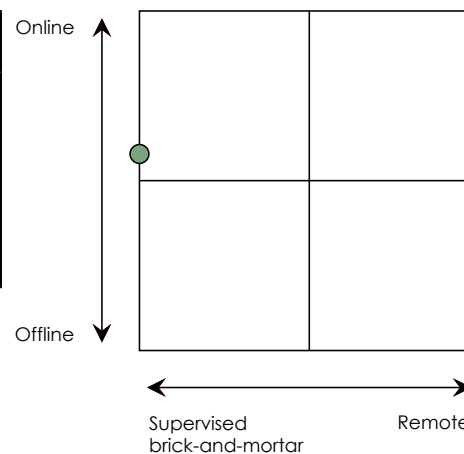 Online
Offline
Supervised
brick-and-mortar
Remote